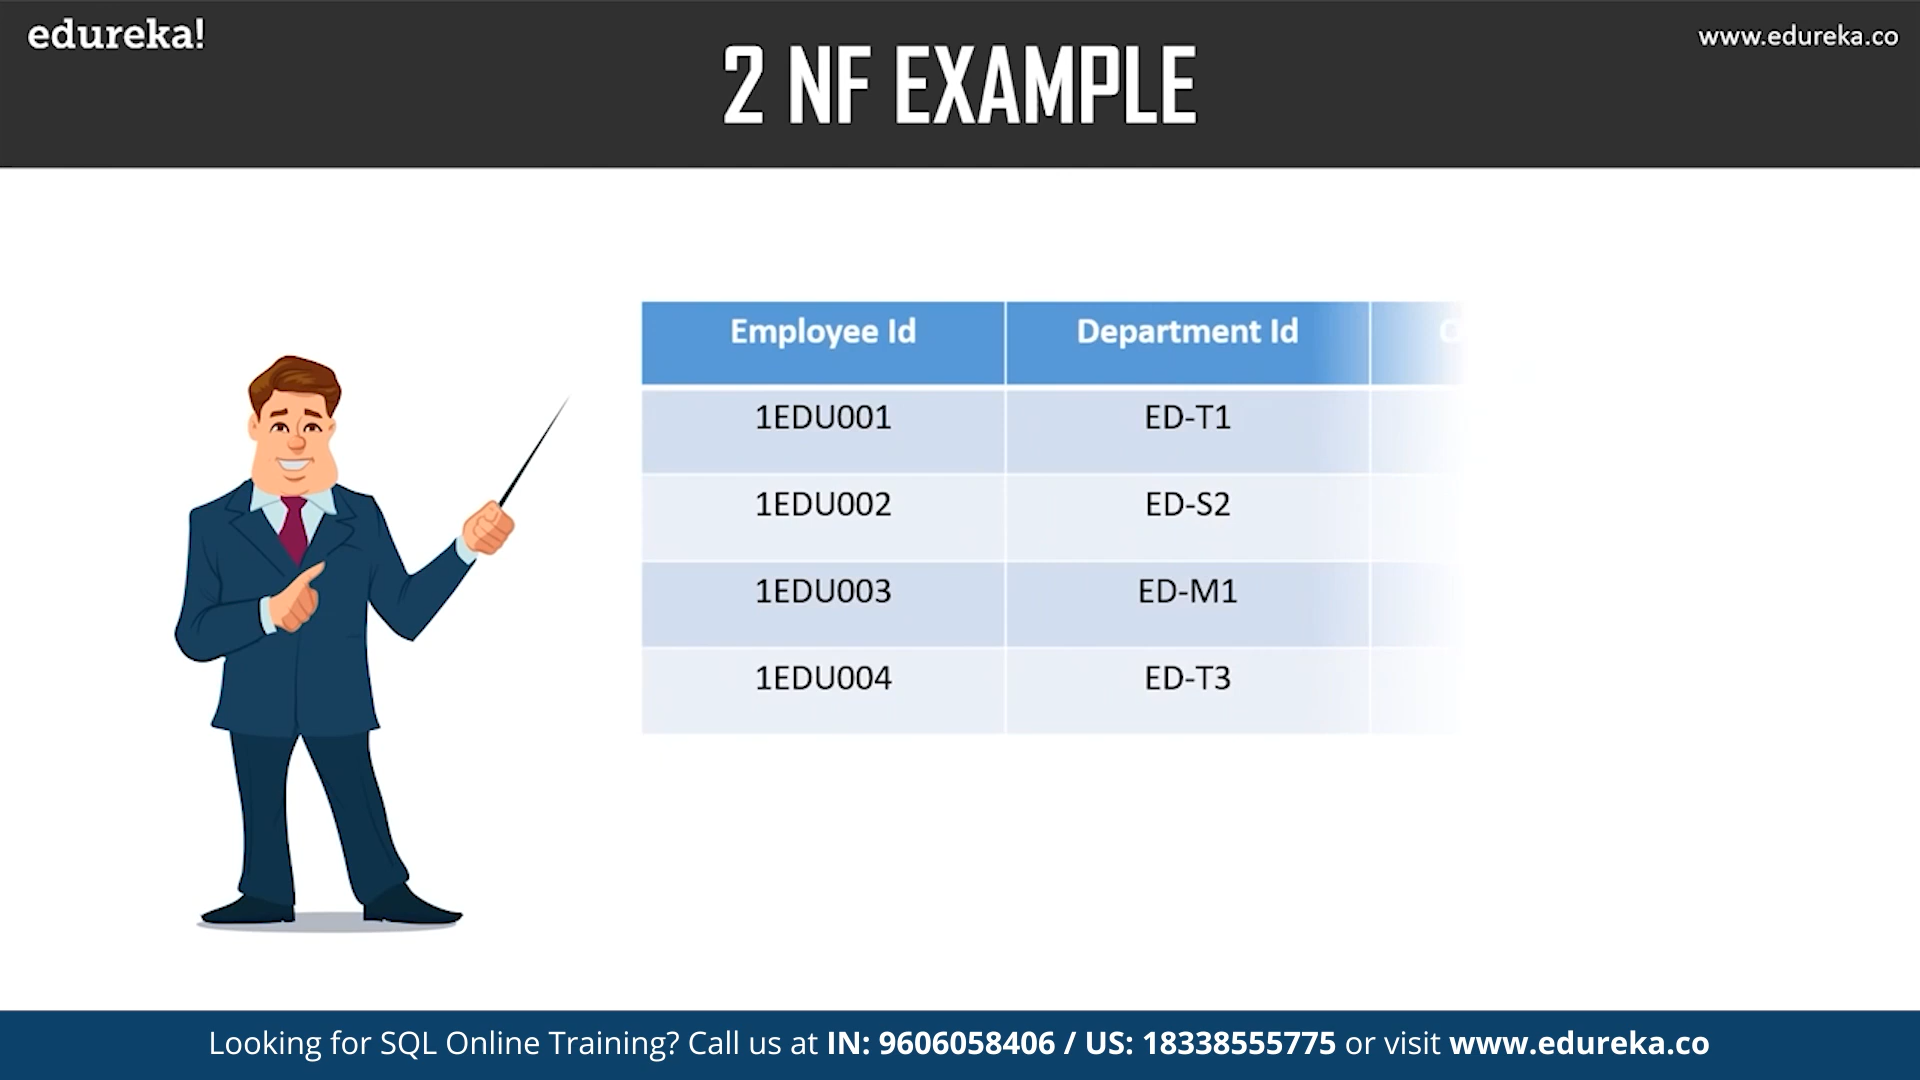 edureka!
www.edureka.co
2 NF EXAMPLE
Employee Id Department Id
1EDU001 ED-T1
1EDU002 ED-S2
1EDU003 ED-M1
1EDU004 ED-T3
Looking for SQL Online Training? Call us at IN: 9606058406 / US: 18338555775 or visit www.edureka.co